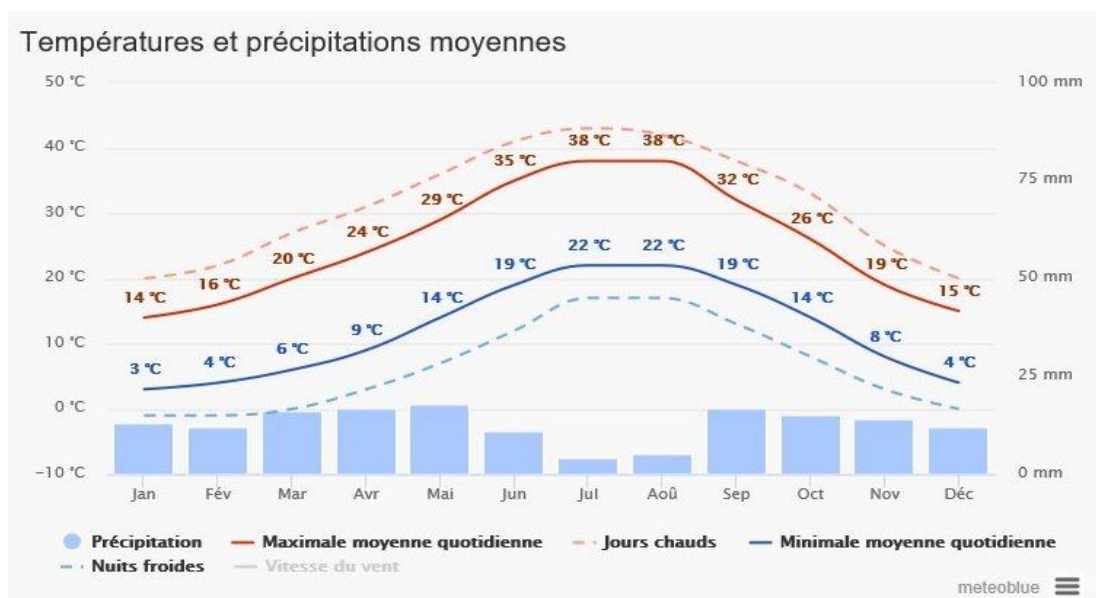 Températures et précipitations moyennes
50 °C
100 mm
40 °C
38 °C
38 °C
35 °C
32 °C
75 mm
30 °C
29 °C
26 °C
24 °C
22 °C
22 °C
20 °C
19 °C
19 °C
19 °C
20 °C
16 °C
15 °C
14 °C
50 mm
14 °C
14 °C
10 °C
9 °C
8 °C
6 °C
4 °C
4 °C
3 °C
25 mm
0 °C
-10 °C
0 mm
Jan
Fév
Mar
Avr
Mai
Jun
Jul
Aoû
Sep
Oct
Nov
Déc
Précipitation
Maximale moyenne quotidienne
Jours chauds
Minimale moyenne quotidienne
Nuits froides
Vitesse du vent
meteoblue